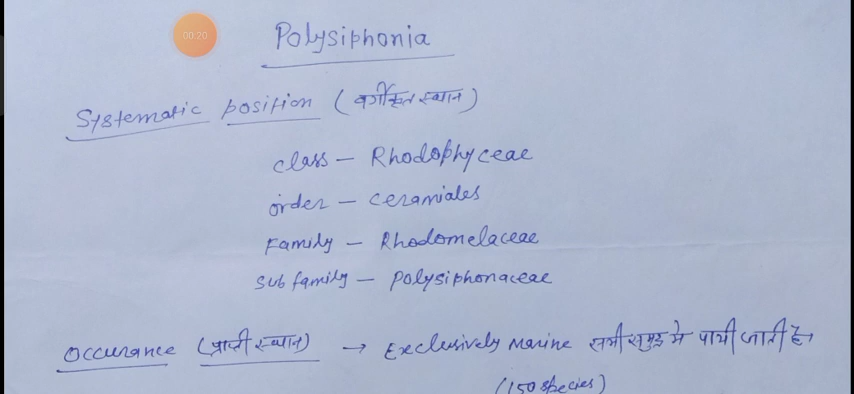 00:20
Polysiphonia
Systematic position (वर्गीकृत स्थान)
class – Rhodophyceae
order – ceramiales
Family – Rhodomelaceae
sub family – Polysiphonaceae
Occurance (प्राप्ती स्थान) → Exclusively Marine सभी समुद्र में पायी जाती है
(150 species)